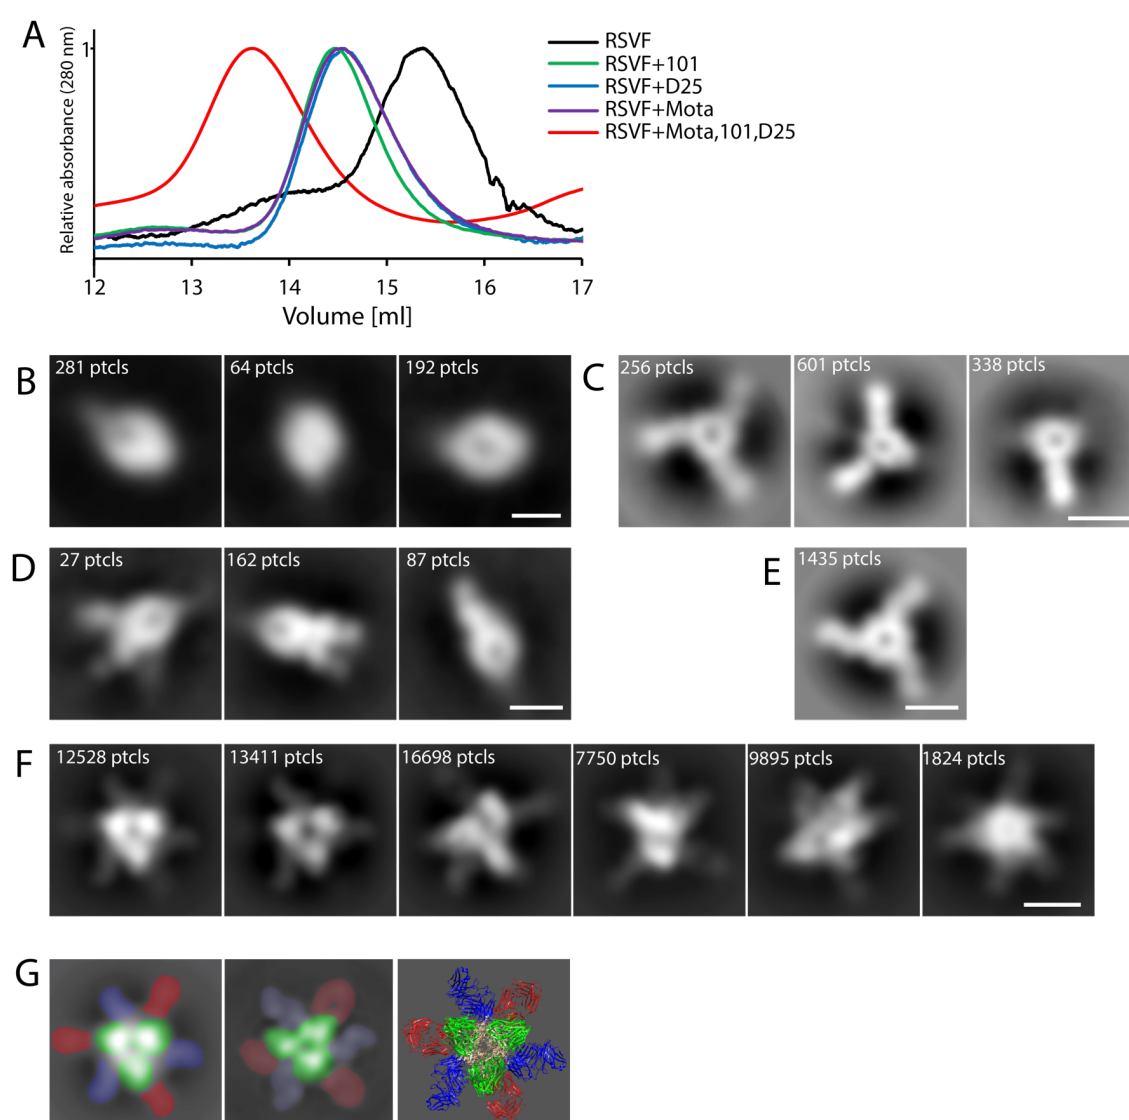 A
Relative absorbance (280 nm)
1
RSVF
RSVF+101
RSVF+D25
RSVF+Mota
RSVF+Mota,101,D25
12 13 14 15 16 17
Volume [ml]
B
281 ptcls
64 ptcls
192 ptcls
C
256 ptcls
601 ptcls
338 ptcls
D
27 ptcls
162 ptcls
87 ptcls
E
1435 ptcls
F
12528 ptcls
13411 ptcls
16698 ptcls
7750 ptcls
9895 ptcls
1824 ptcls
G